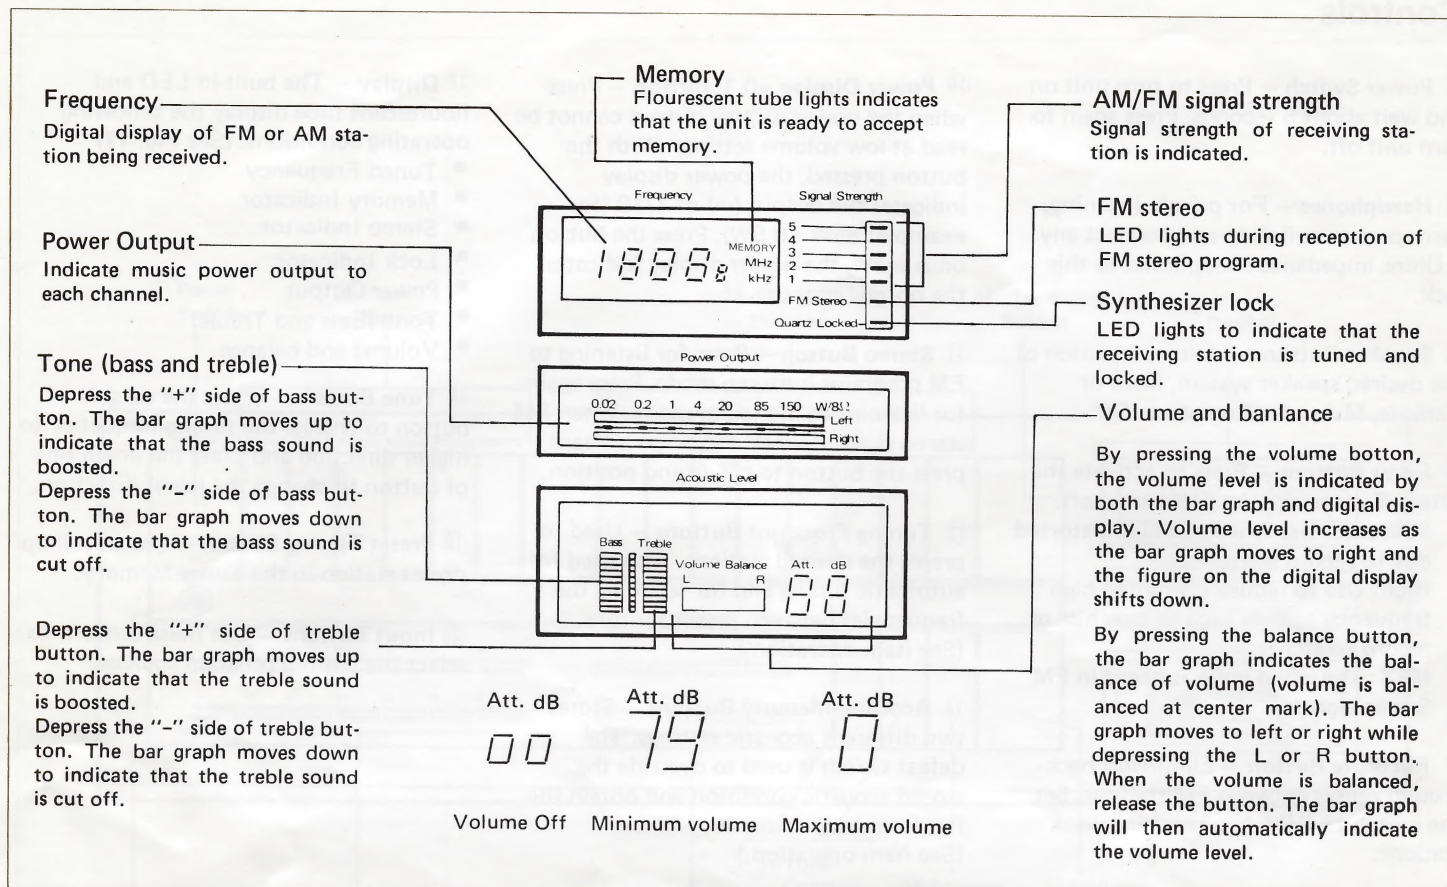 Frequency
Digital display of FM or AM sta-
tion being received.
Power Output
Indicate music power output to
each channel.
Tone (bass and treble)
Depress the "+" side of bass but-
ton. The bar graph moves up to
indicate that the bass sound is
boosted.
Depress the "-" side of bass but-
ton. The bar graph moves down
to indicate that the bass sound is
cut off.
Depress the "+" side of treble
button. The bar graph moves up
to indicate that the treble sound
is boosted.
Depress the "-" side of treble but-
ton. The bar graph moves down
to indicate that the treble sound
is cut off.
Memory
Flourescent tube lights indicates
that the unit is ready to accept
memory.
Frequency
Signal Strength
MEMORY
MHz
kHz
5
4
3
2
1
FM Stereo
Quartz Locked
Power Output
0.02 0.2 1 4 20 85 150 W/8Ω
Left
Right
Acoustic Level
Bass Treble
Volume Balance
L R
Att. dB
Att. dB
Volume Off
Att. dB
Minimum volume
Att. dB
0
Maximum volume
AM/FM signal strength
Signal strength of receiving sta-
tion is indicated.
FM stereo
LED lights during reception of
FM stereo program.
Synthesizer lock
LED lights to indicate that the
receiving station is tuned and
locked.
Volume and banlance
By pressing the volume botton,
the volume level is indicated by
both the bar graph and digital dis-
play. Volume level increases as
the bar graph moves to right and
the figure on the digital display
shifts down.
By pressing the balance button,
the bar graph indicates the bal-
ance of volume (volume is bal-
anced at center mark). The bar
graph moves to left or right while
depressing the L or R button.
When the volume is balanced,
release the button. The bar graph
will then automatically indicate
the volume level.